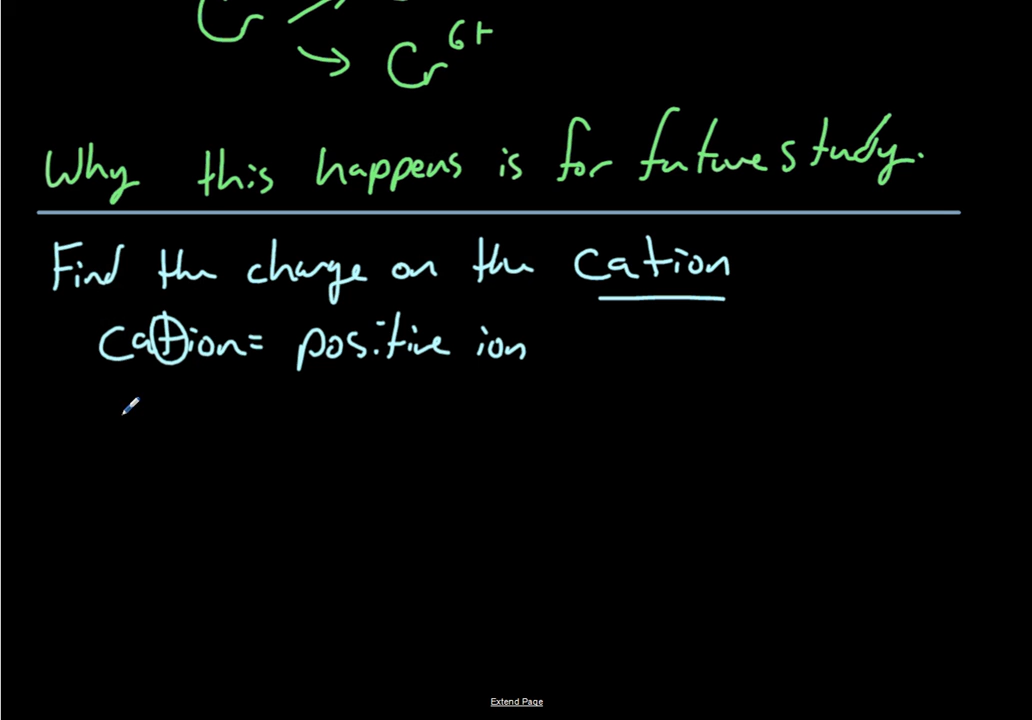 Cr
Cr⁶⁺
Why this happens is for future study.
Find the charge on the cation
cation = positive ion
Extend Page